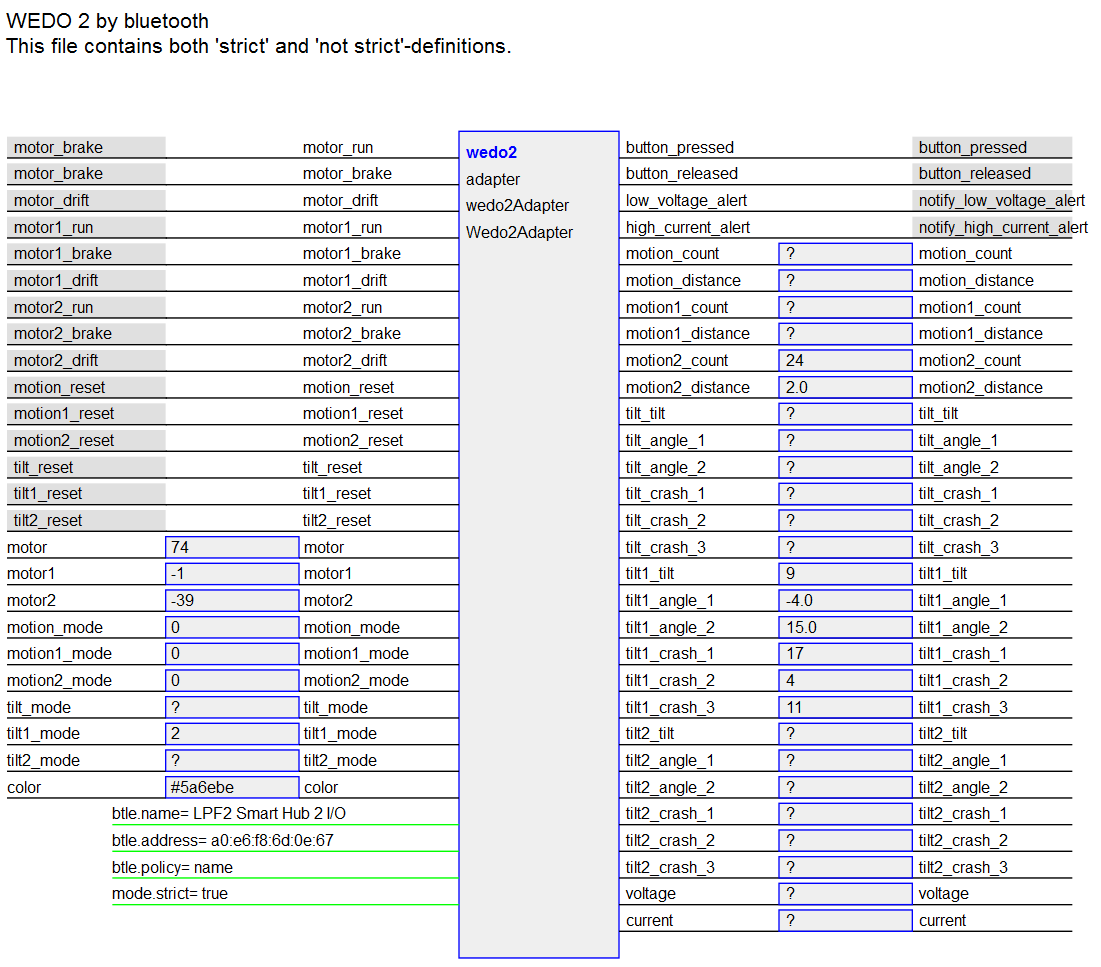 WEDO 2 by bluetooth
This file contains both 'strict' and 'not strict'-definitions.
motor_brake motor_run wedo2 button_pressed button_pressed
motor_brake motor_brake adapter button_released button_released
motor_drift motor_drift wedo2Adapter low_voltage_alert notify_low_voltage_alert
motor1_run motor1_run Wedo2Adapter high_current_alert notify_high_current_alert
motor1_brake motor1_brake motion_count ? motion_count
motor1_drift motor1_drift motion_distance ? motion_distance
motor2_run motor2_run motion1_count ? motion1_count
motor2_brake motor2_brake motion1_distance ? motion1_distance
motor2_drift motor2_drift motion2_count 24 motion2_count
motion_reset motion_reset motion2_distance 2.0 motion2_distance
motion1_reset motion1_reset tilt_tilt ? tilt_tilt
motion2_reset motion2_reset tilt_angle_1 ? tilt_angle_1
tilt_reset tilt_reset tilt_angle_2 ? tilt_angle_2
tilt1_reset tilt1_reset tilt_crash_1 ? tilt_crash_1
tilt2_reset tilt2_reset tilt_crash_2 ? tilt_crash_2
motor 74 motor tilt_crash_3 ? tilt_crash_3
motor1 -1 motor1 tilt1_tilt 9 tilt1_tilt
motor2 -39 motor2 tilt1_angle_1 -4.0 tilt1_angle_1
motion_mode 0 motion_mode tilt1_angle_2 15.0 tilt1_angle_2
motion1_mode 0 motion1_mode tilt1_crash_1 17 tilt1_crash_1
motion2_mode 0 motion2_mode tilt1_crash_2 4 tilt1_crash_2
tilt_mode ? tilt_mode tilt1_crash_3 11 tilt1_crash_3
tilt1_mode 2 tilt1_mode tilt2_tilt ? tilt2_tilt
tilt2_mode ? tilt2_mode tilt2_angle_1 ? tilt2_angle_1
color #5a6ebe color tilt2_angle_2 ? tilt2_angle_2
btle.name= LPF2 Smart Hub 2 I/O tilt2_crash_1 ? tilt2_crash_1
btle.address= a0:e6:f8:6d:0e:67 tilt2_crash_2 ? tilt2_crash_2
btle.policy= name tilt2_crash_3 ? tilt2_crash_3
mode.strict= true voltage ? voltage
current ? current